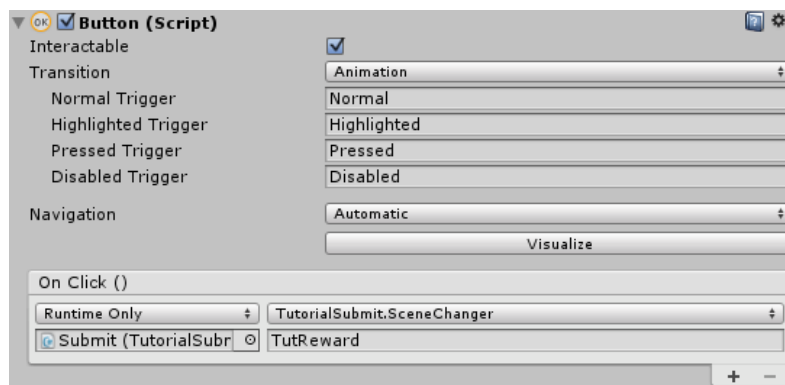 OK Button (Script)
Interactable
Transition Animation
Normal Trigger Normal
Highlighted Trigger Highlighted
Pressed Trigger Pressed
Disabled Trigger Disabled
Navigation Automatic
Visualize
On Click ()
Runtime Only TutorialSubmit.SceneChanger
Submit (TutorialSubr TutReward
+ −